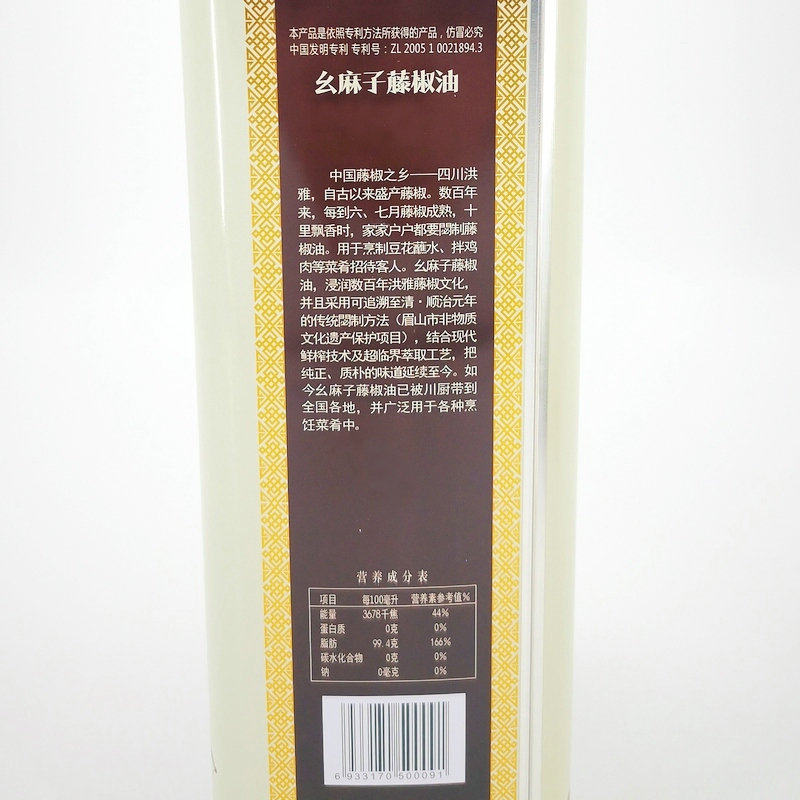 本产品是依照专利方法所获得的产品，仿冒必究
中国发明专利 专利号：ZL 2005 1 0021894.3
幺麻子藤椒油
中国藤椒之乡——四川洪
雅，自古以来盛产藤椒。数百年
来，每到六、七月藤椒成熟，十
里飘香时，家家户户都要閟制藤
椒油。用于烹制豆花蘸水、拌鸡
肉等菜肴招待客人。幺麻子藤椒
油，浸润数百年洪雅藤椒文化，
并且采用可追溯至清·顺治元年
的传统閟制方法（眉山市非物质
文化遗产保护项目），结合现代
鲜榨技术及超临界萃取工艺，把
纯正、质朴的味道延续至今。如
今幺麻子藤椒油已被川厨带到
全国各地，并广泛用于各种烹
饪菜肴中。
营养成分表
项目 每100毫升 营养素参考值%
能量 3678千焦 44%
蛋白质 0克 0%
脂肪 99.4克 166%
碳水化合物 0克 0%
钠 0毫克 0%
6 933170 500091